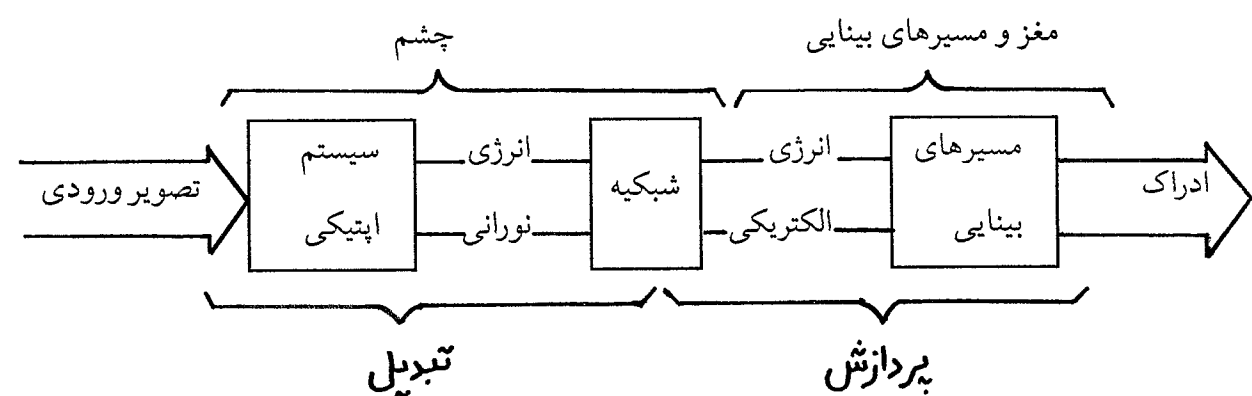 چشم
مغز و مسیرهای بینایی
تصویر ورودی
سیستم
اپتیکی
انرژی
نورانی
شبکیه
انرژی
الکتریکی
مسیرهای
بینایی
ادراک
تبدیل
پردازش